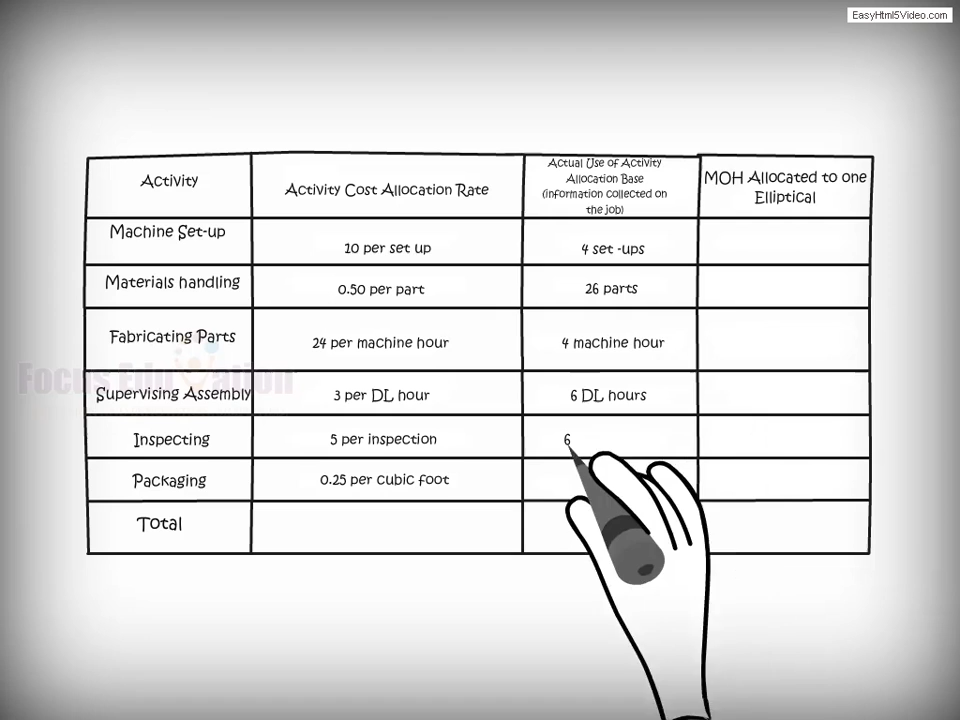 EasyHtml5Video.com
Activity
Activity Cost Allocation Rate
Actual Use of Activity
Allocation Base
(information collected on
the job)
MOH Allocated to one
Elliptical
Machine Set-up
10 per set up
4 set -ups
Materials handling
0.50 per part
26 parts
Fabricating Parts
24 per machine hour
4 machine hour
Focus Education
Supervising Assembly
3 per DL hour
6 DL hours
Inspecting
5 per inspection
6
Packaging
0.25 per cubic foot
Total